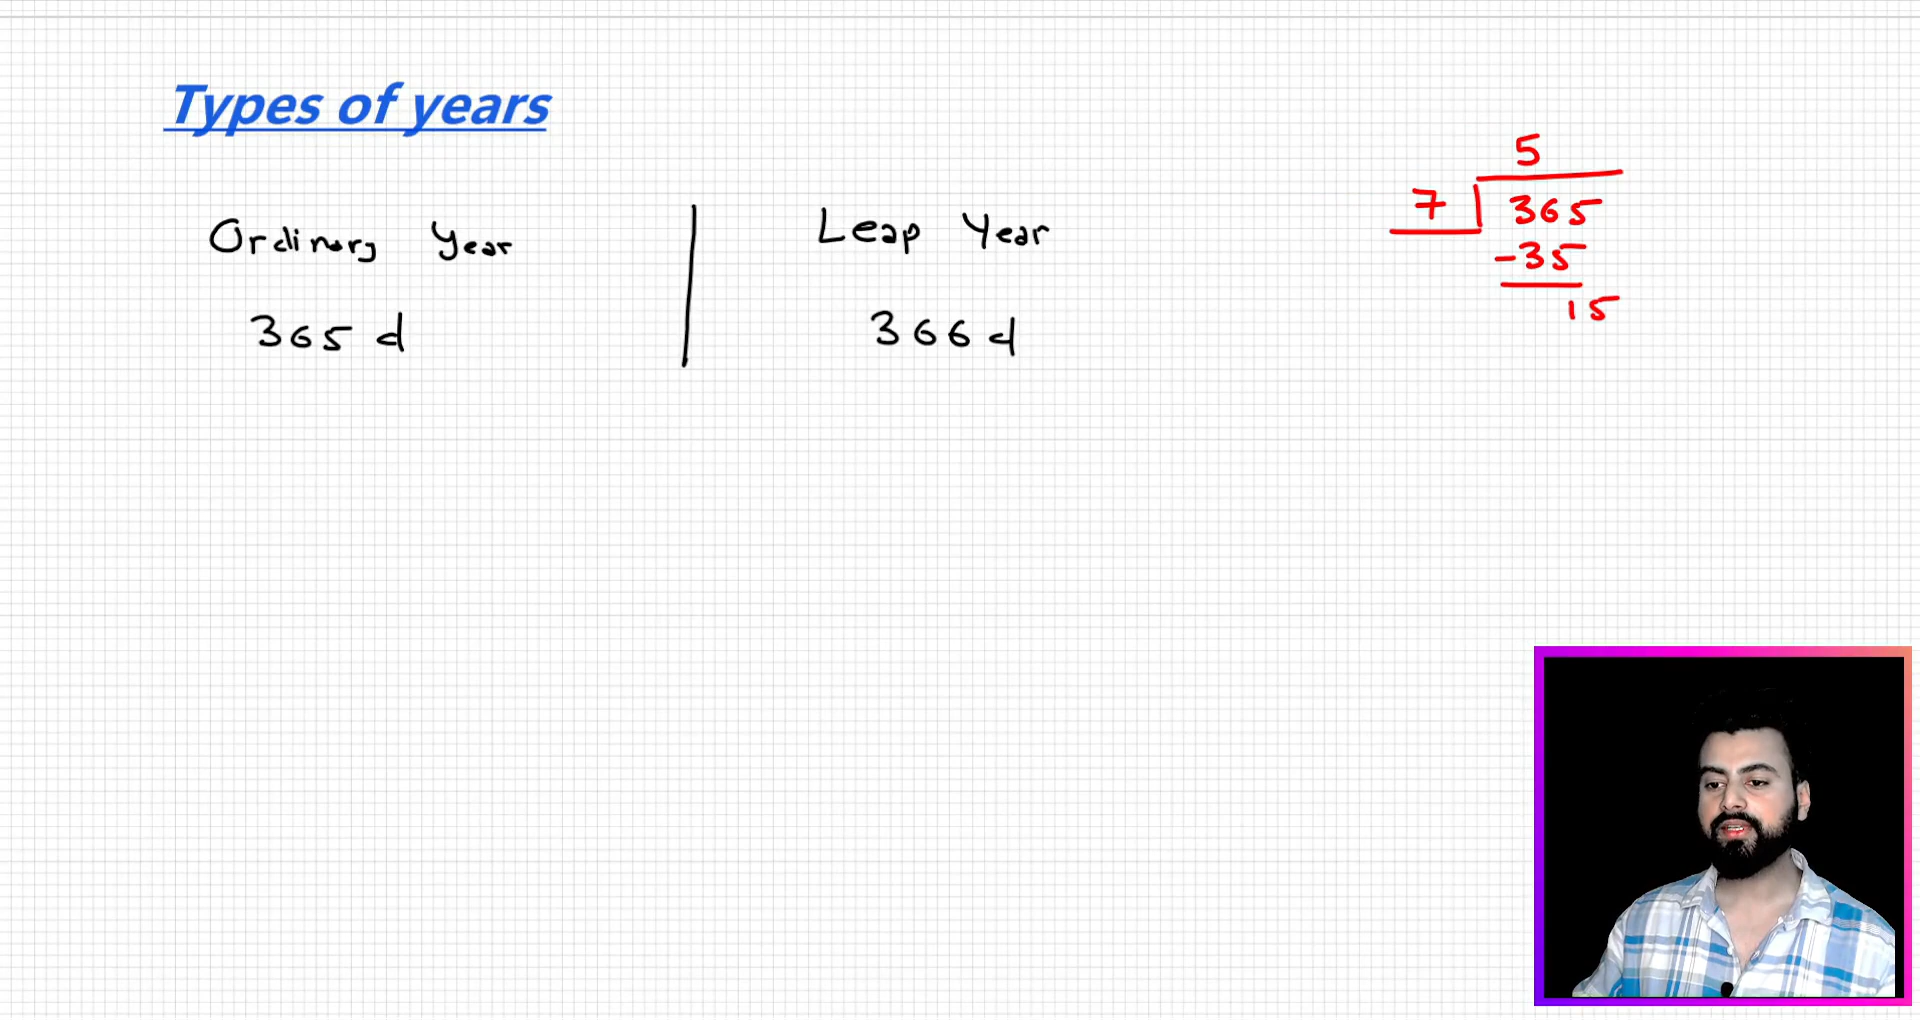 Types of years
Ordinary Year
365 d
Leap Year
366 d
5
7 365
-35
15